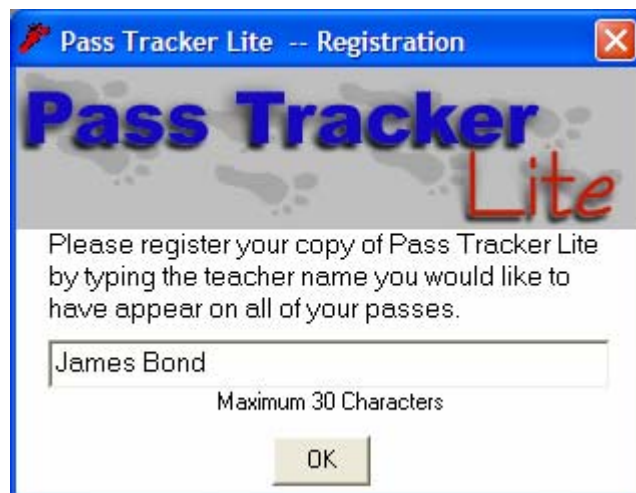 Pass Tracker Lite -- Registration
Pass Tracker
Lite
Please register your copy of Pass Tracker Lite
by typing the teacher name you would like to
have appear on all of your passes.
James Bond
Maximum 30 Characters
OK